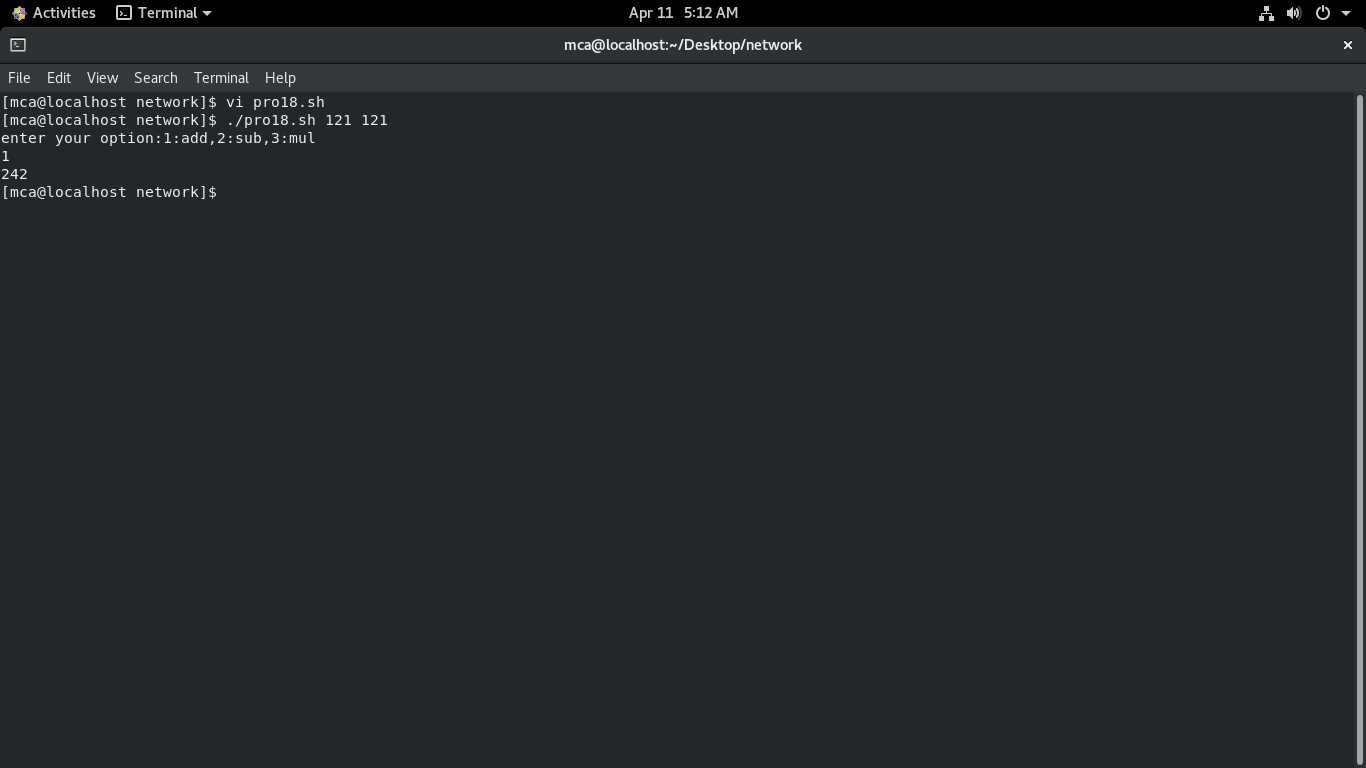 Activities Terminal Apr 11 5:12 AM
mca@localhost:~/Desktop/network
File Edit View Search Terminal Help
[mca@localhost network]$ vi pro18.sh
[mca@localhost network]$ ./pro18.sh 121 121
enter your option:1:add,2:sub,3:mul
1
242
[mca@localhost network]$